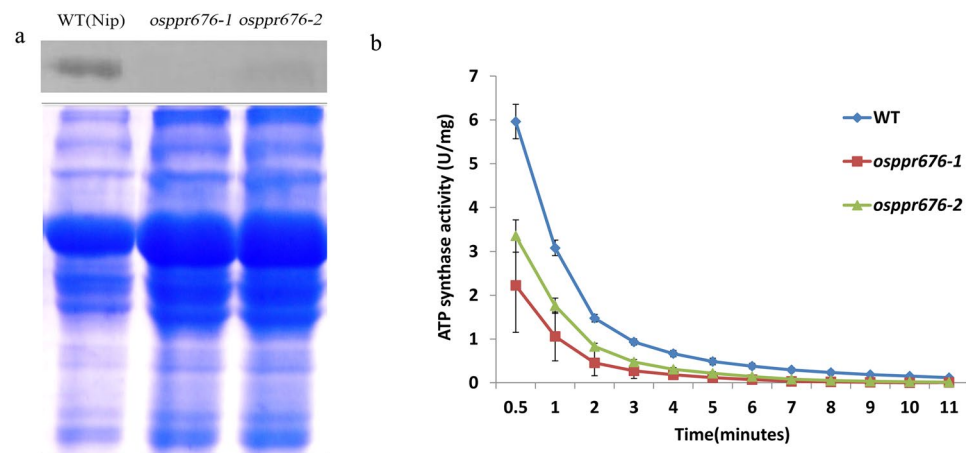 a
WT(Nip) osppr676-1 osppr676-2
b
ATP synthase activity (U/mg)
7
6
5
4
3
2
1
0
0.5 1 2 3 4 5 6 7 8 9 10 11
Time(minutes)
WT
osppr676-1
osppr676-2